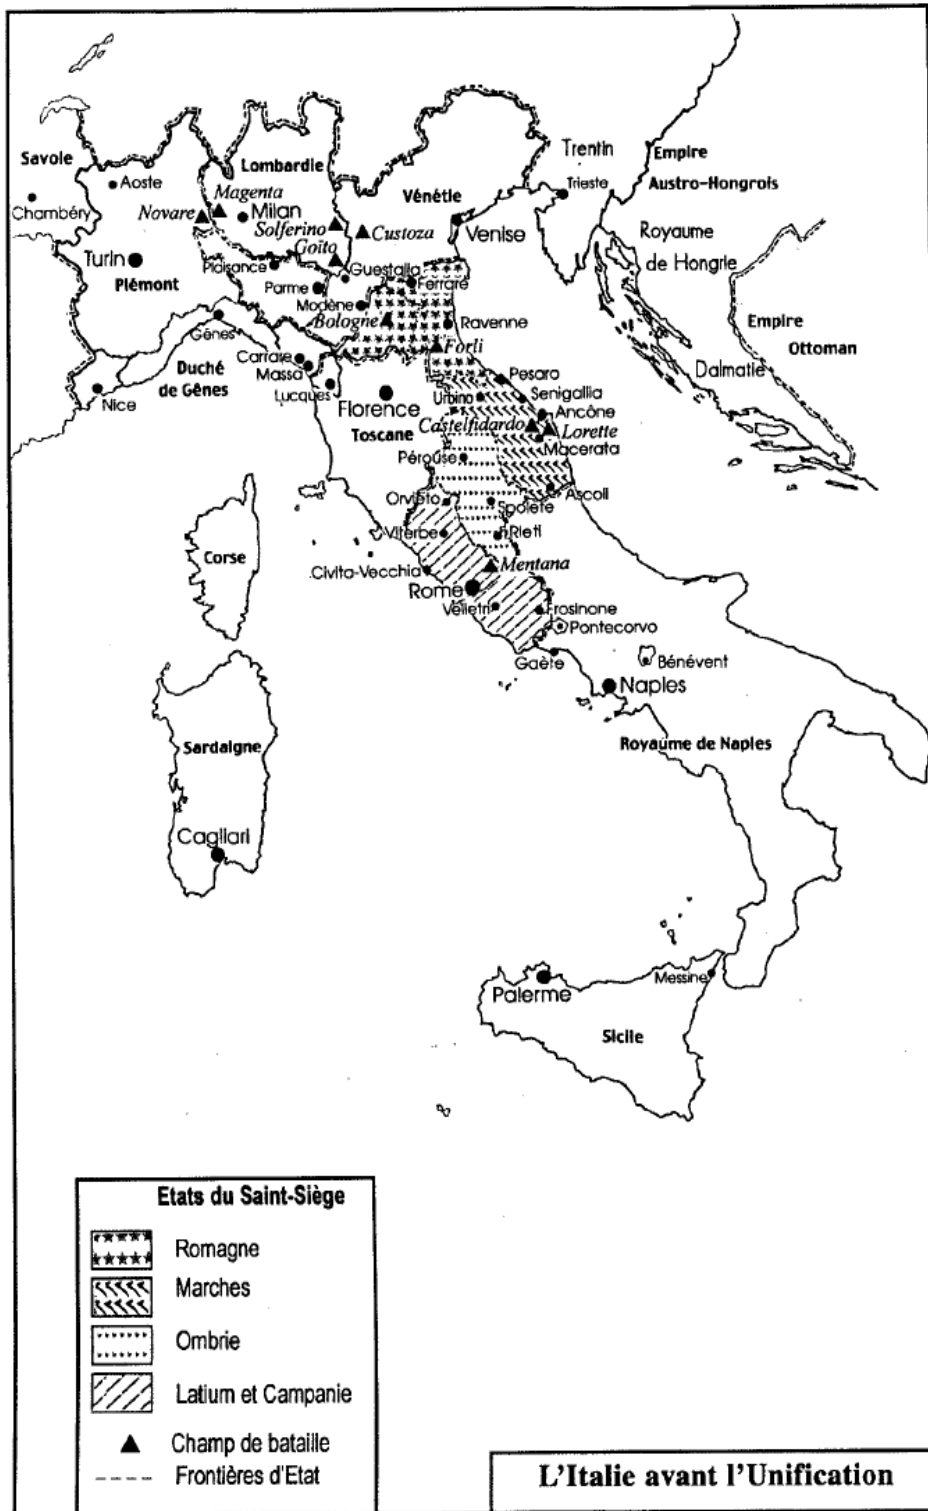 Savoie
Aoste
Chambéry
Novare
Magenta
Lombardie
Milan
Solferino
Goïto
Custoza
Vénétie
Venise
Trentin
Trieste
Empire
Austro-Hongrois
Royaume
de Hongrie
Empire
Ottoman
Dalmatie
Turin
Piémont
Plaisance
Parme
Guestalla
Modène
Ferrare
Bologne
Ravenne
Forli
Gênes
Duché
de Gênes
Nice
Carrare
Massa
Lucques
Florence
Toscane
Pesaro
Urbino
Senigallia
Ancône
Castelfidardo
Lorette
Macerata
Pérouse
Ascoli
Orvieto
Spolète
Viterbe
Rieti
Mentana
Civita-Vecchia
Rome
Velletri
Frosinone
Pontecorvo
Gaète
Bénévent
Naples
Royaume de Naples
Corse
Sardaigne
Cagliari
Palerme
Messine
Sicile
Etats du Saint-Siège
Romagne
Marches
Ombrie
Latium et Campanie
Champ de bataille
Frontières d'Etat
L'Italie avant l'Unification